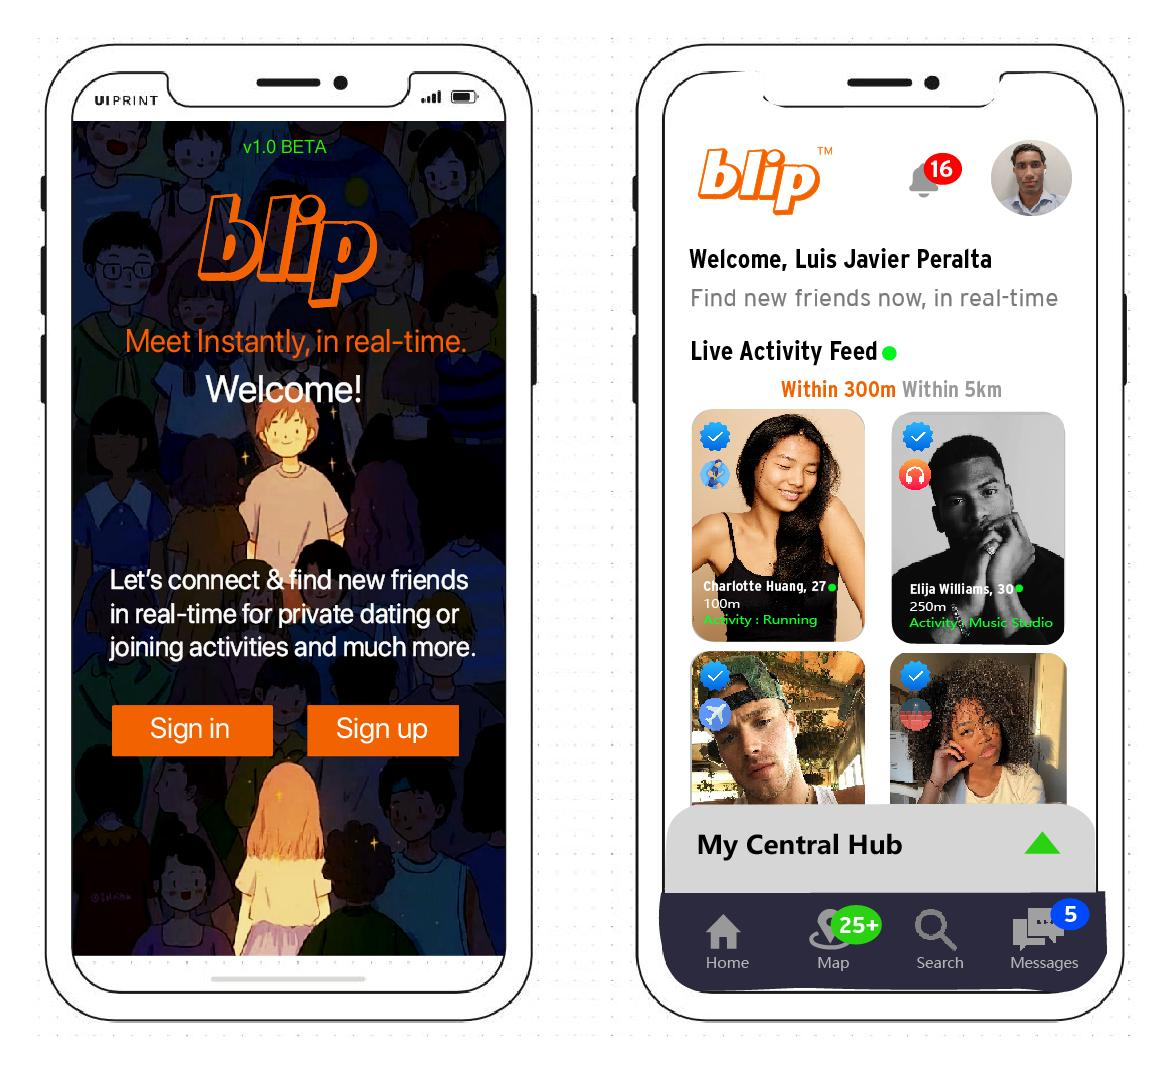 UIPRINT
v1.0 BETA
blip
Meet Instantly, in real-time.
Welcome!
Let's connect & find new friends
in real-time for private dating or
joining activities and much more.
Sign in
Sign up
blip™
16
Welcome, Luis Javier Peralta
Find new friends now, in real-time
Live Activity Feed
Within 300m Within 5km
Charlotte Huang, 27
100m
Activity : Running
Elija Williams, 30
250m
Activity : Music Studio
My Central Hub
25+
5
Home
Map
Search
Messages